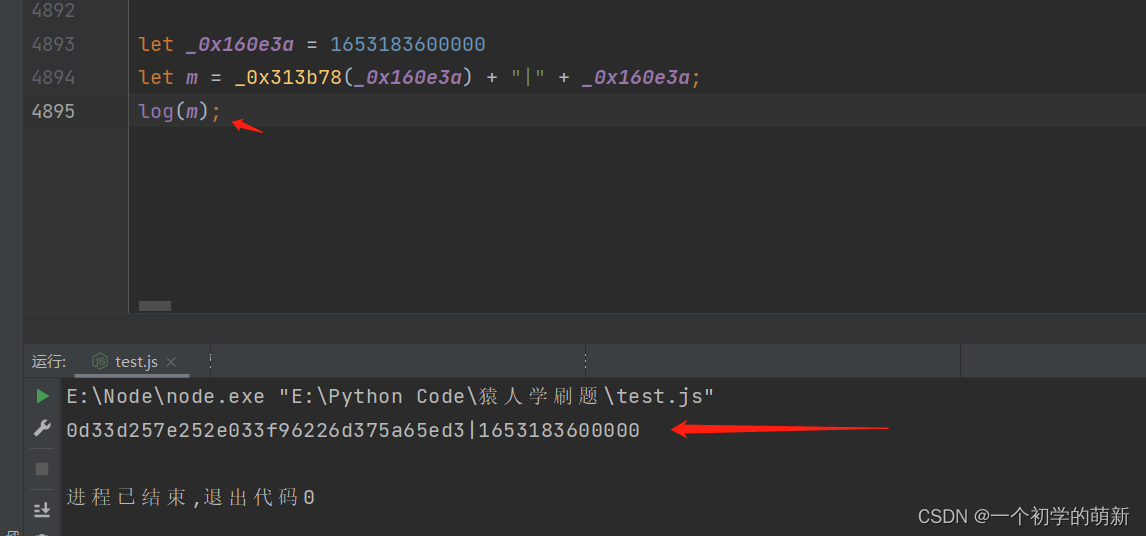 4892
4893 let _0x160e3a = 1653183600000
4894 let m = _0x313b78(_0x160e3a) + "|" + _0x160e3a;
4895 log(m);
运行: test.js
E:\Node\node.exe "E:\Python Code\猿人学刷题\test.js"
0d33d257e252e033f96226d375a65ed3|1653183600000
进程已结束,退出代码0
CSDN @一个初学的萌新